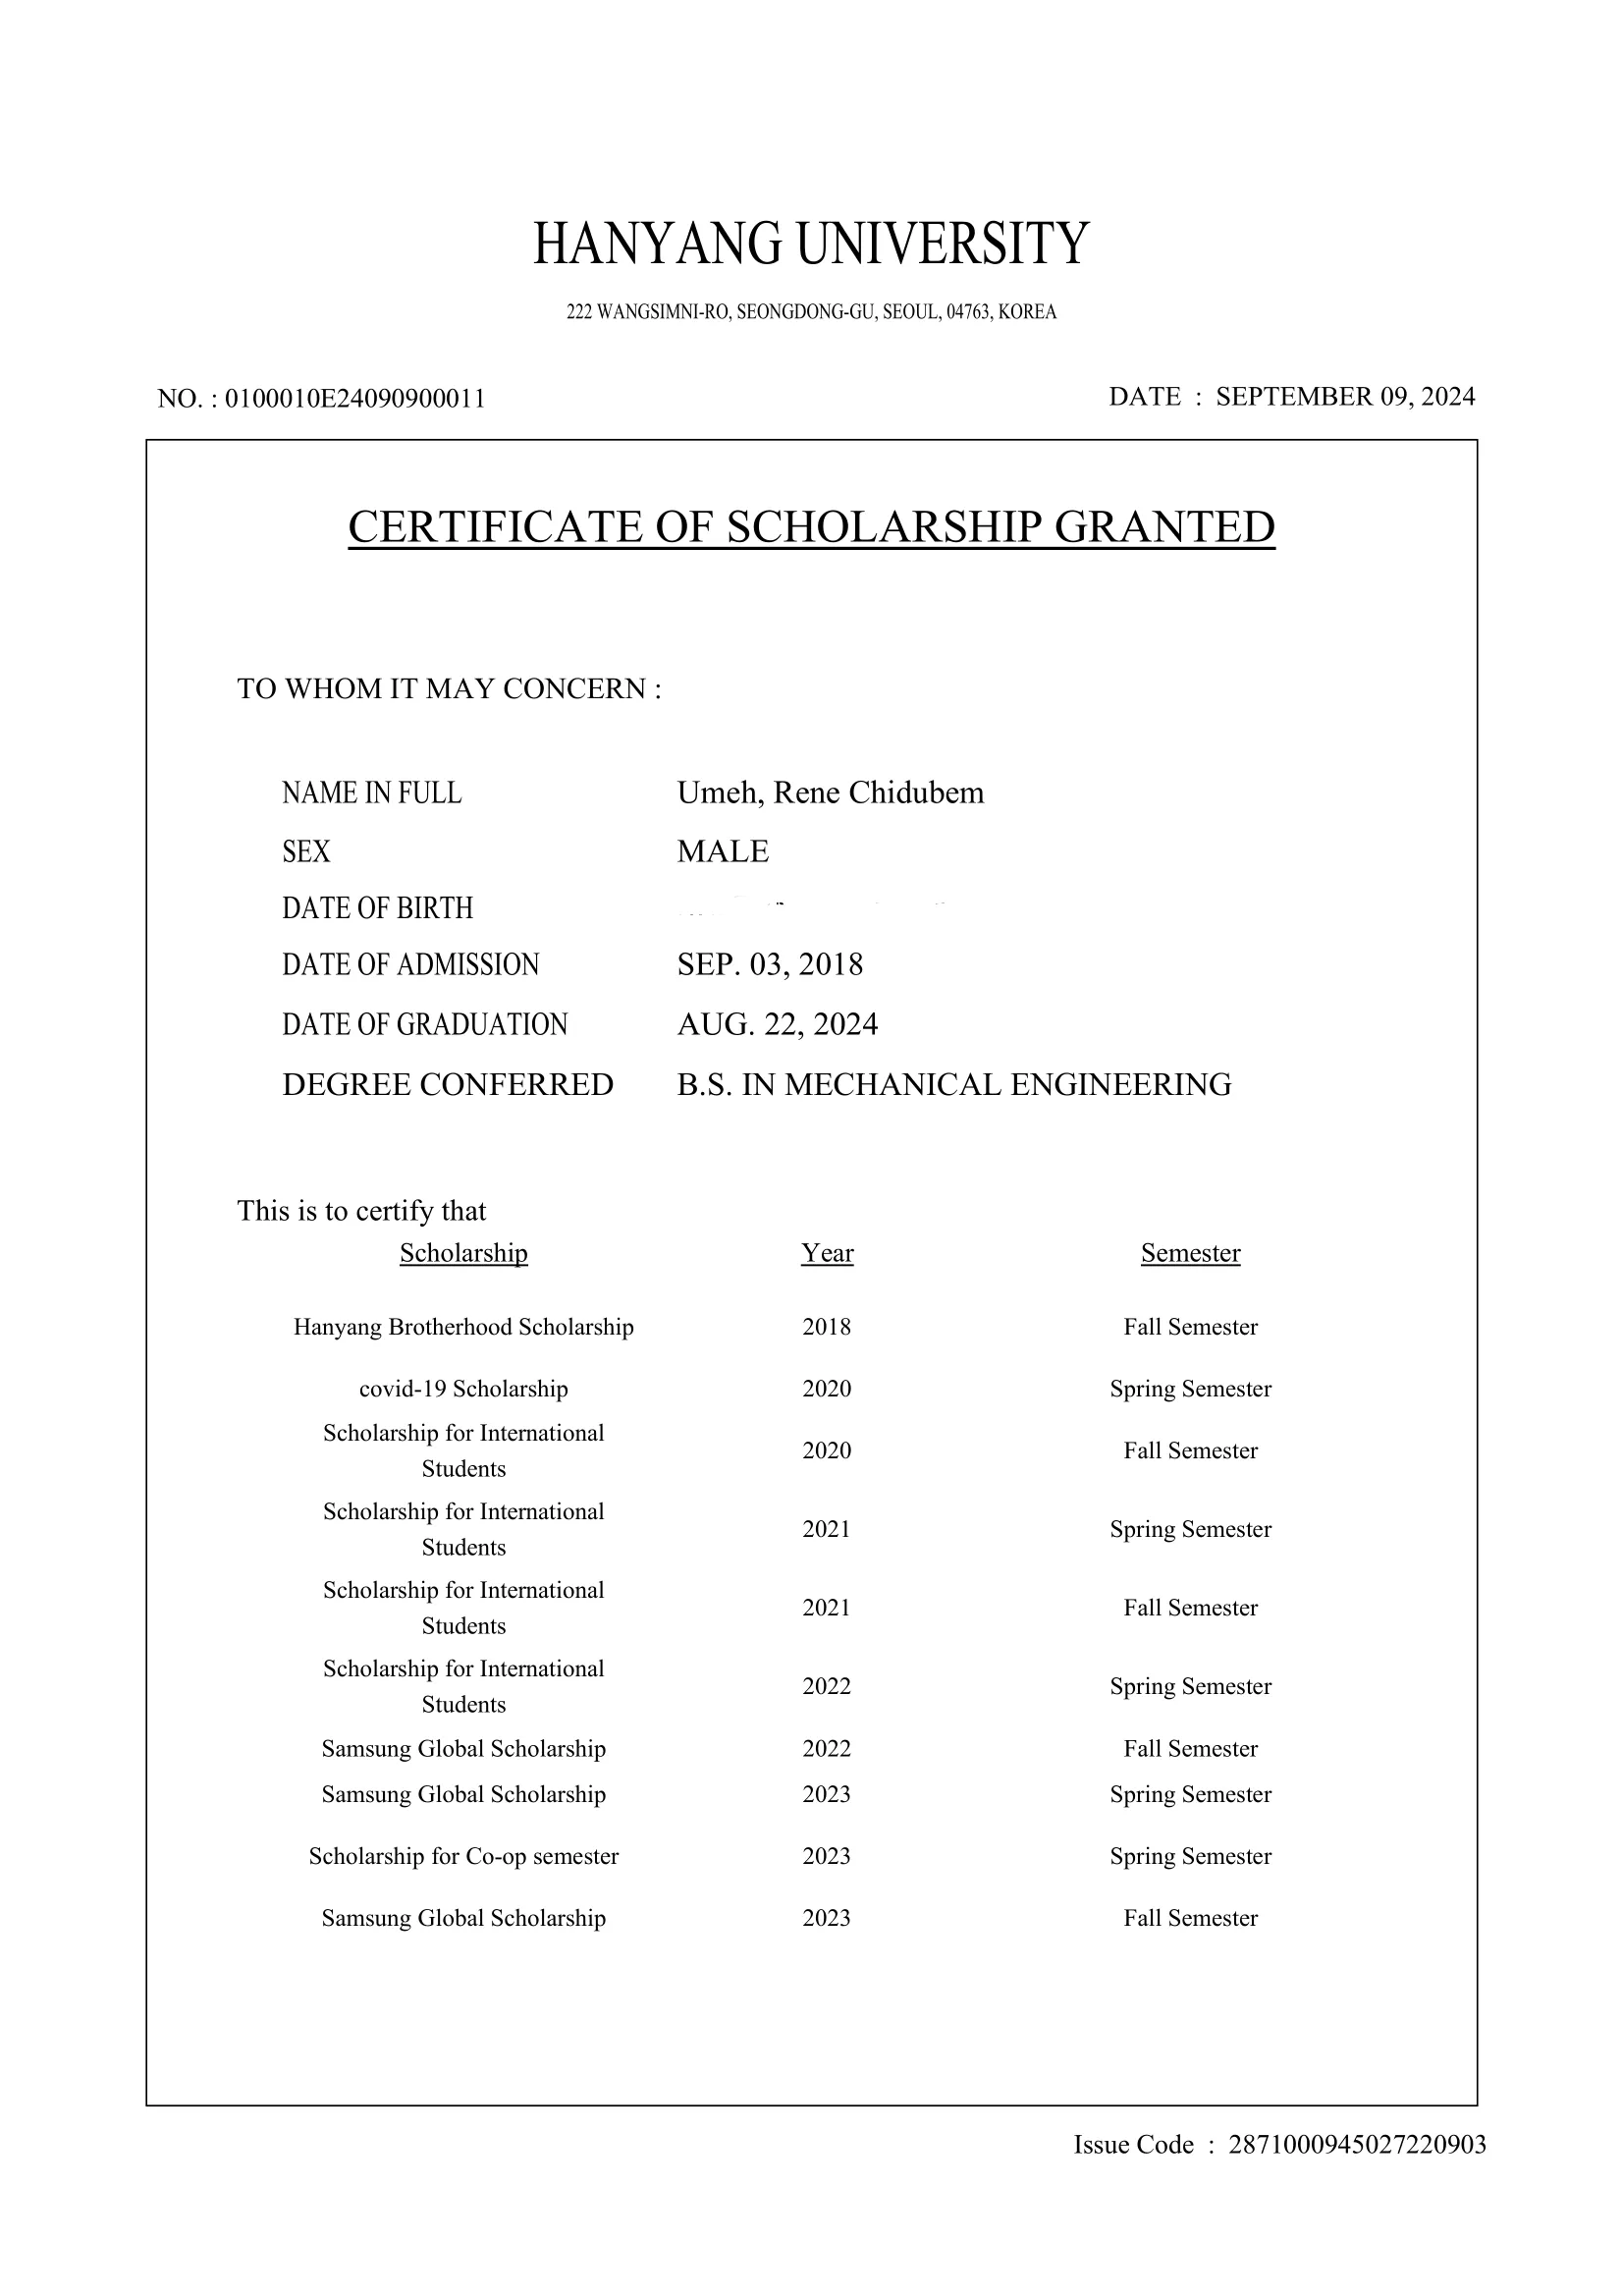 HANYANG UNIVERSITY
222 WANGSIMNI-RO, SEONGDONG-GU, SEOUL, 04763, KOREA
NO. : 0100010E24090900011 DATE : SEPTEMBER 09, 2024
CERTIFICATE OF SCHOLARSHIP GRANTED
TO WHOM IT MAY CONCERN :
NAME IN FULL Umeh, Rene Chidubem
SEX MALE
DATE OF BIRTH
DATE OF ADMISSION SEP. 03, 2018
DATE OF GRADUATION AUG. 22, 2024
DEGREE CONFERRED B.S. IN MECHANICAL ENGINEERING
This is to certify that
Scholarship Year Semester
Hanyang Brotherhood Scholarship 2018 Fall Semester
covid-19 Scholarship 2020 Spring Semester
Scholarship for International
Students 2020 Fall Semester
Scholarship for International
Students 2021 Spring Semester
Scholarship for International
Students 2021 Fall Semester
Scholarship for International
Students 2022 Spring Semester
Samsung Global Scholarship 2022 Fall Semester
Samsung Global Scholarship 2023 Spring Semester
Scholarship for Co-op semester 2023 Spring Semester
Samsung Global Scholarship 2023 Fall Semester
Issue Code : 2871000945027220903